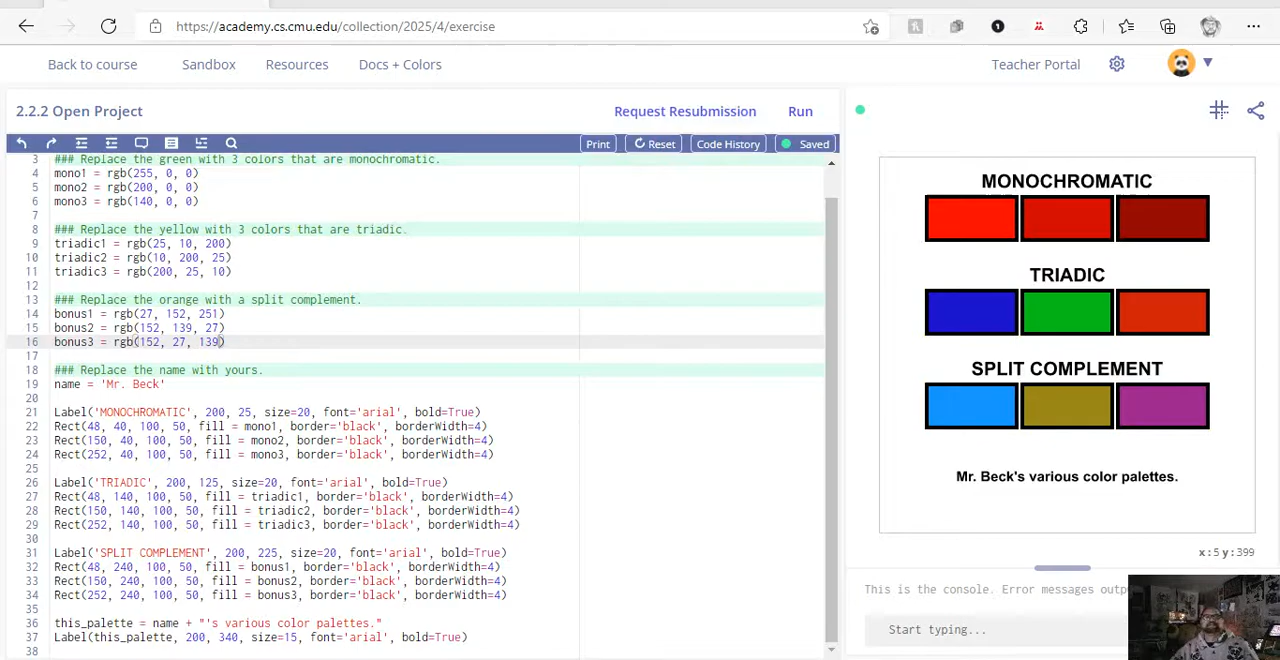 https://academy.cs.cmu.edu/collection/2025/4/exercise
Back to course
Sandbox
Resources
Docs + Colors
Teacher Portal
2.2.2 Open Project
Request Resubmission
Run
Print
Reset
Code History
Saved
3 ### Replace the green with 3 colors that are monochromatic.
4 mono1 = rgb(255, 0, 0)
5 mono2 = rgb(200, 0, 0)
6 mono3 = rgb(140, 0, 0)
7
8 ### Replace the yellow with 3 colors that are triadic.
9 triadic1 = rgb(25, 10, 200)
10 triadic2 = rgb(10, 200, 25)
11 triadic3 = rgb(200, 25, 10)
12
13 ### Replace the orange with a split complement.
14 bonus1 = rgb(27, 152, 251)
15 bonus2 = rgb(152, 139, 27)
16 bonus3 = rgb(152, 27, 139)
17
18 ### Replace the name with yours.
19 name = 'Mr. Beck'
20
21 Label('MONOCHROMATIC', 200, 25, size=20, font='arial', bold=True)
22 Rect(48, 40, 100, 50, fill = mono1, border='black', borderWidth=4)
23 Rect(150, 40, 100, 50, fill = mono2, border='black', borderWidth=4)
24 Rect(252, 40, 100, 50, fill = mono3, border='black', borderWidth=4)
25
26 Label('TRIADIC', 200, 125, size=20, font='arial', bold=True)
27 Rect(48, 140, 100, 50, fill = triadic1, border='black', borderWidth=4)
28 Rect(150, 140, 100, 50, fill = triadic2, border='black', borderWidth=4)
29 Rect(252, 140, 100, 50, fill = triadic3, border='black', borderWidth=4)
30
31 Label('SPLIT COMPLEMENT', 200, 225, size=20, font='arial', bold=True)
32 Rect(48, 240, 100, 50, fill = bonus1, border='black', borderWidth=4)
33 Rect(150, 240, 100, 50, fill = bonus2, border='black', borderWidth=4)
34 Rect(252, 240, 100, 50, fill = bonus3, border='black', borderWidth=4)
35
36 this_palette = name + "'s various color palettes."
37 Label(this_palette, 200, 340, size=15, font='arial', bold=True)
38
MONOCHROMATIC
TRIADIC
SPLIT COMPLEMENT
Mr. Beck's various color palettes.
x:5 y:399
This is the console. Error messages outp
Start typing...